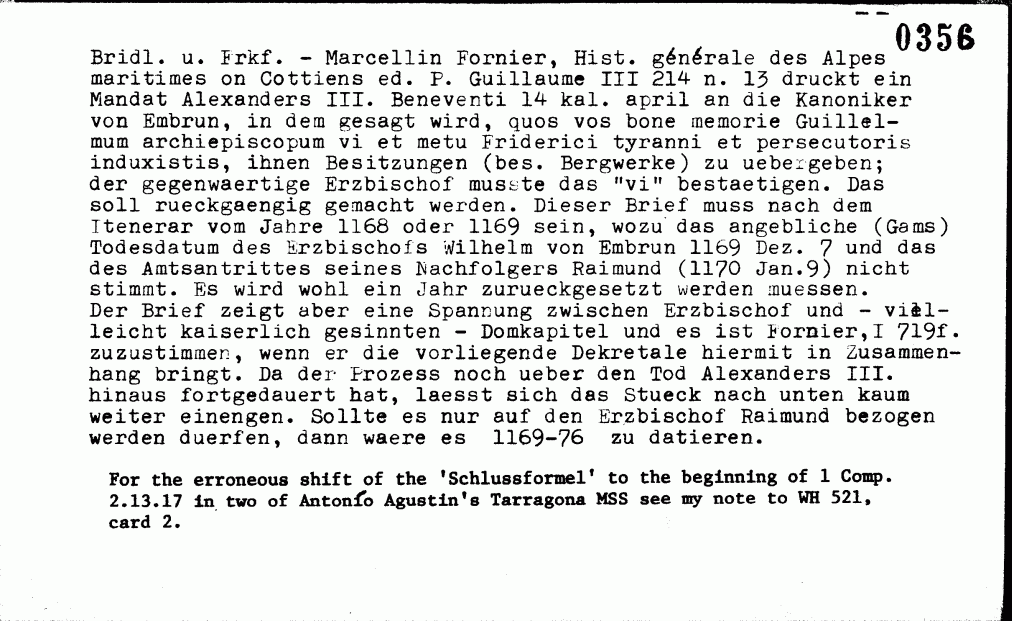 0356
Bridl. u. Frkf. - Marcellin Fornier, Hist. générale des Alpes
maritimes on Cottiens ed. P. Guillaume III 214 n. 13 druckt ein
Mandat Alexanders III. Beneventi 14 kal. april an die Kanoniker
von Embrun, in dem gesagt wird, quos vos bone memorie Guillel-
mum archiepiscopum vi et metu Friderici tyranni et persecutoris
induxistis, ihnen Besitzungen (bes. Bergwerke) zu uebergeben;
der gegenwaertige Erzbischof musste das "vi" bestaetigen. Das
soll rueckgaengig gemacht werden. Dieser Brief muss nach dem
Itenerar vom Jahre 1168 oder 1169 sein, wozu das angebliche (Gams)
Todesdatum des Erzbischofs Wilhelm von Embrun 1169 Dez. 7 und das
des Amtsantrittes seines Nachfolgers Raimund (1170 Jan.9) nicht
stimmt. Es wird wohl ein Jahr zurueckgesetzt werden muessen.
Der Brief zeigt aber eine Spannung zwischen Erzbischof und - viel-
leicht kaiserlich gesinnten - Domkapitel und es ist Fornier,I 719f.
zuzustimmen, wenn er die vorliegende Dekretale hiermit in Zusammen-
hang bringt. Da der Prozess noch ueber den Tod Alexanders III.
hinaus fortgedauert hat, laesst sich das Stueck nach unten kaum
weiter einengen. Sollte es nur auf den Erzbischof Raimund bezogen
werden duerfen, dann waere es 1169-76 zu datieren.
For the erroneous shift of the 'Schlussformel' to the beginning of 1 Comp.
2.13.17 in two of Antonío Agustin's Tarragona MSS see my note to WH 521,
card 2.